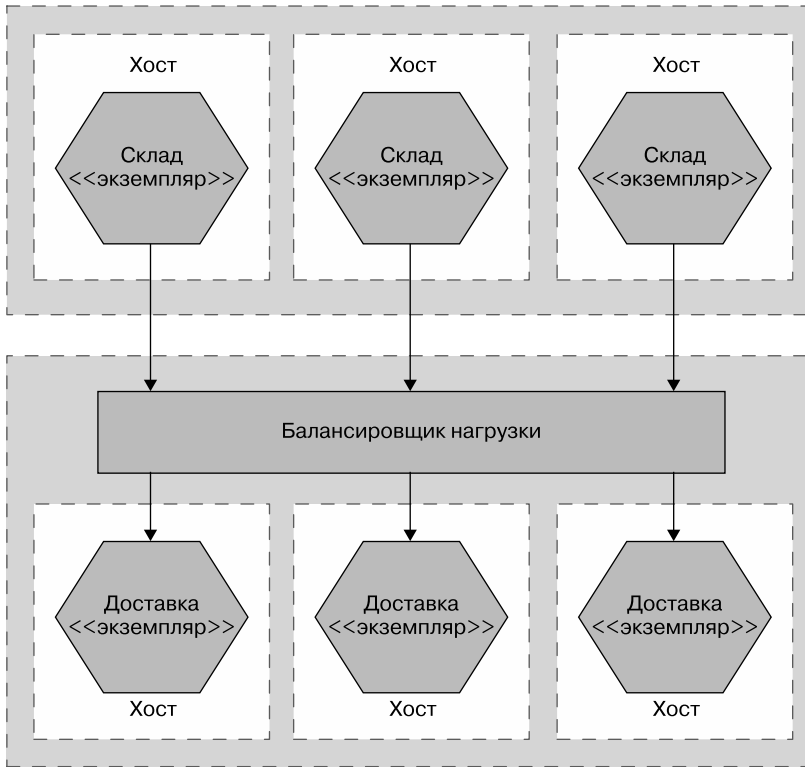 Хост
Хост
Хост
Склад
<<экземпляр>>
Склад
<<экземпляр>>
Склад
<<экземпляр>>
Балансировщик нагрузки
Доставка
<<экземпляр>>
Доставка
<<экземпляр>>
Доставка
<<экземпляр>>
Хост
Хост
Хост